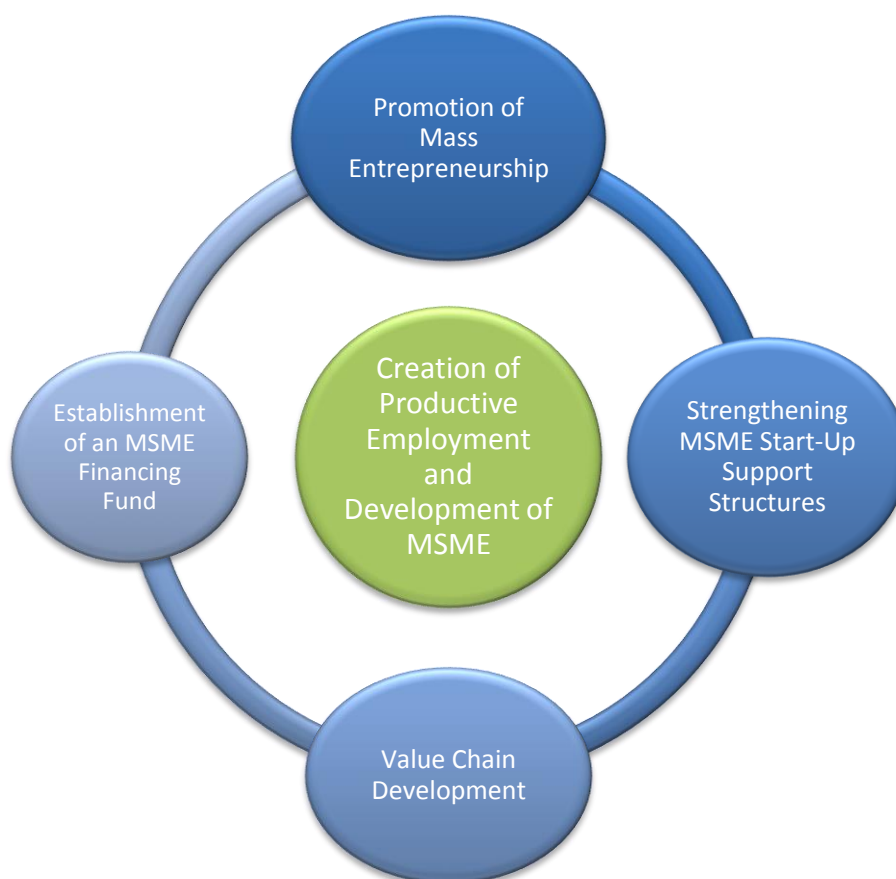 Promotion of
Mass
Entrepreneurship
Creation of
Productive
Employment
and
Development of
MSME
Establishment
of an MSME
Financing
Fund
Strengthening
MSME Start-Up
Support
Structures
Value Chain
Development